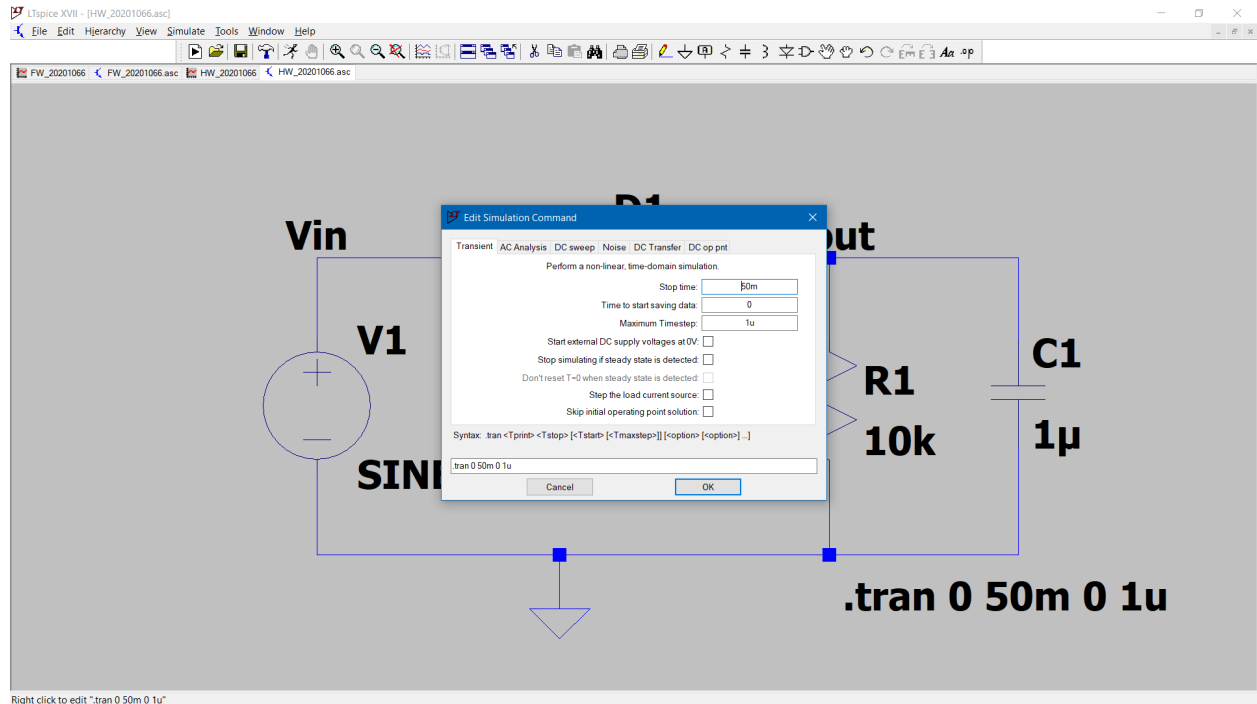 LTspice XVII - [HW_20201066.asc]
File Edit Hierarchy View Simulate Tools Window Help
FW_20201066 FW_20201066.asc HW_20201066 HW_20201066.asc
Edit Simulation Command
Vin
Transient AC Analysis DC sweep Noise DC Transfer DC op pnt
Perform a non-linear, time-domain simulation.
Stop time: 50m
Time to start saving data: 0
Maximum Timestep: 1u
Start external DC supply voltages at 0V:
Stop simulating if steady state is detected:
Don't reset T=0 when steady state is detected:
Step the load current source:
Skip initial operating point solution:
Syntax: .tran <Tprint> <Tstop> [<Tstart> [<Tmaxstep>]] [<option> [<option>] ...]
.tran 0 50m 0 1u
Cancel OK
V1
R1
10k
C1
1µ
.tran 0 50m 0 1u
Right click to edit ".tran 0 50m 0 1u"